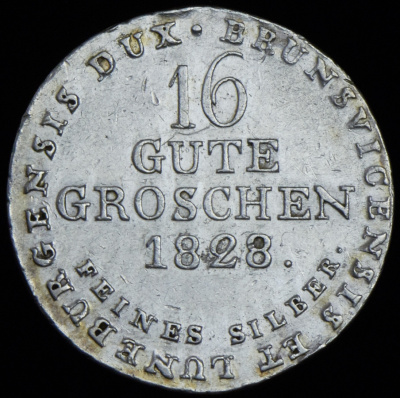 BRUNSVICENSIS ET LUNEBURGENSIS DUX ·
16
GUTE
GROSCHEN
1828.
FEINES SILBER.